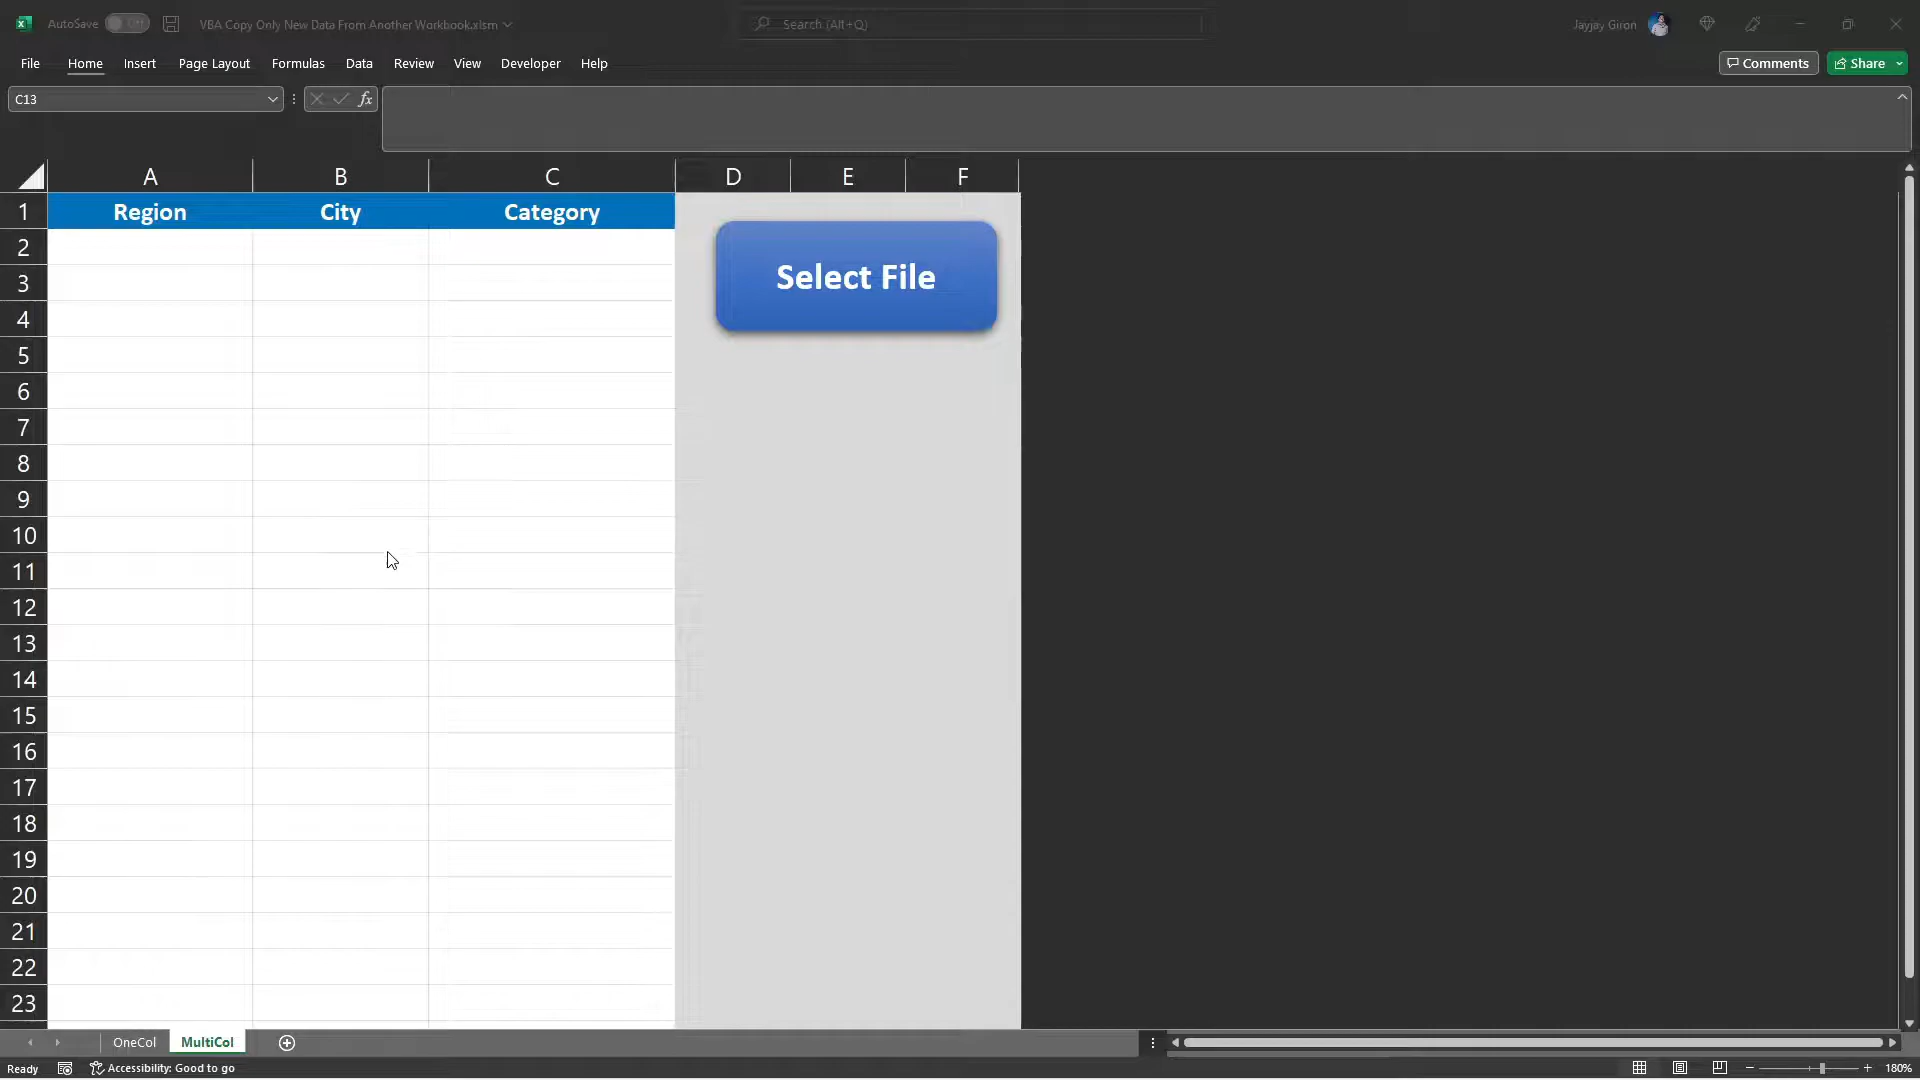 AutoSave Off VBA Copy Only New Data From Another Workbook.xlsm Search (Alt+Q) Jayjay Giron
File Home Insert Page Layout Formulas Data Review View Developer Help Comments Share
C13 fx
A B C D E F
1 Region City Category
2
Select File
3
4
5
6
7
8
9
10
11
12
13
14
15
16
17
18
19
20
21
22
23
OneCol MultiCol
Ready Accessibility: Good to go 180%